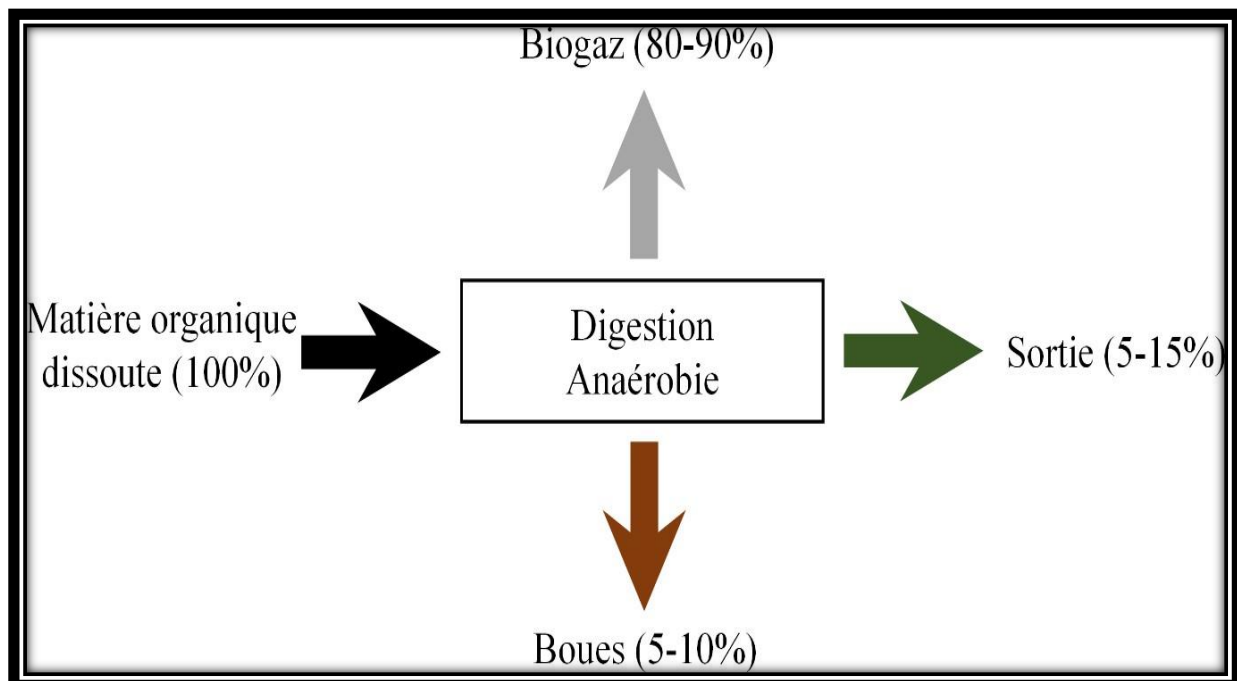 Biogaz (80-90%)
Matière organique
dissoute (100%)
Digestion
Anaérobie
Sortie (5-15%)
Boues (5-10%)